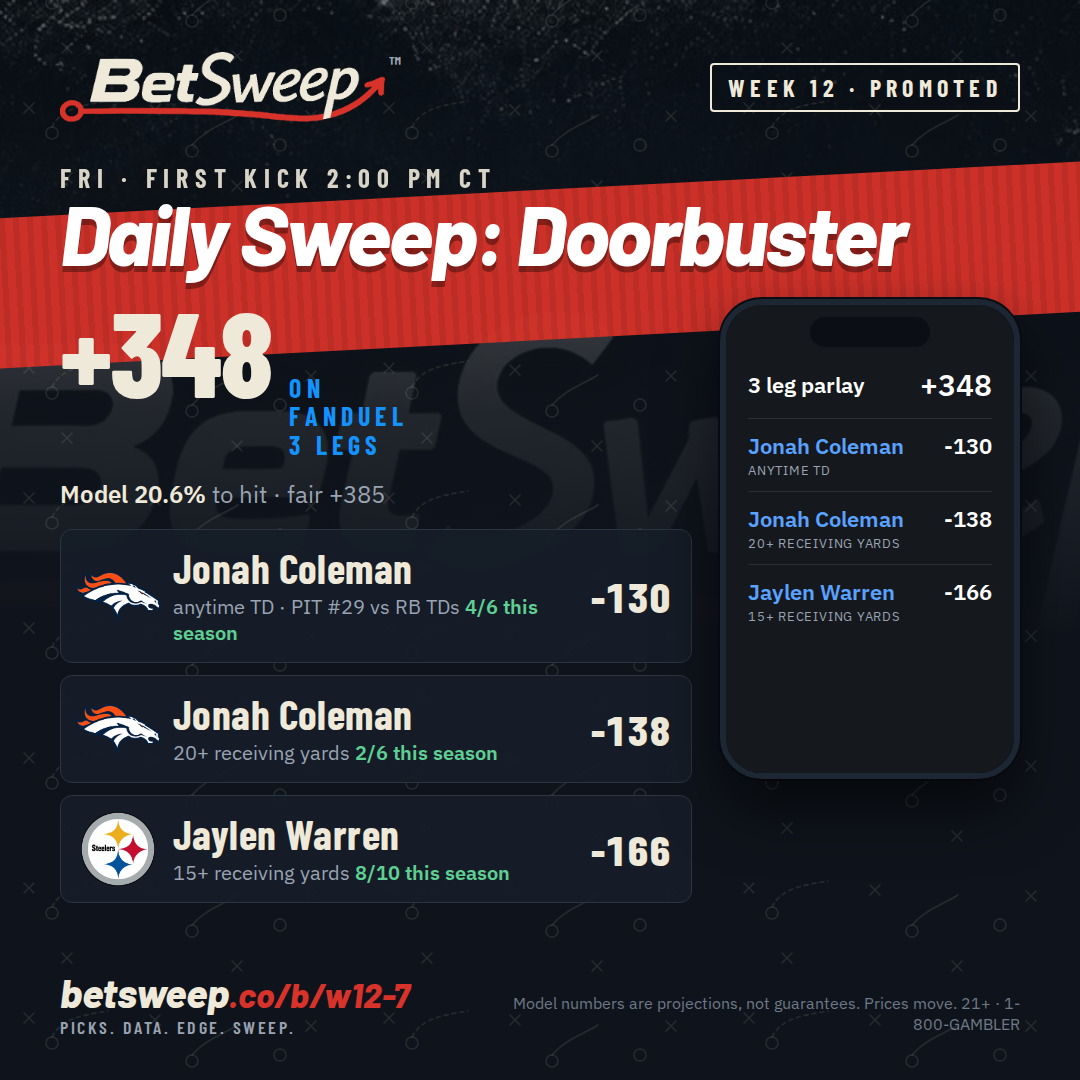 BetSweep™
WEEK 12 · PROMOTED
FRI · FIRST KICK 2:00 PM CT
Daily Sweep: Doorbuster
+348
ON
FANDUEL
3 LEGS
Model 20.6% to hit · fair +385
Jonah Coleman
anytime TD · PIT #29 vs RB TDs 4/6 this
season
-130
Jonah Coleman
20+ receiving yards 2/6 this season
-138
Steelers
Jaylen Warren
15+ receiving yards 8/10 this season
-166
3 leg parlay +348
Jonah Coleman -130
ANYTIME TD
Jonah Coleman -138
20+ RECEIVING YARDS
Jaylen Warren -166
15+ RECEIVING YARDS
BetSweep
betsweep.co/b/w12-7
PICKS. DATA. EDGE. SWEEP.
Model numbers are projections, not guarantees. Prices move. 21+ · 1-
800-GAMBLER